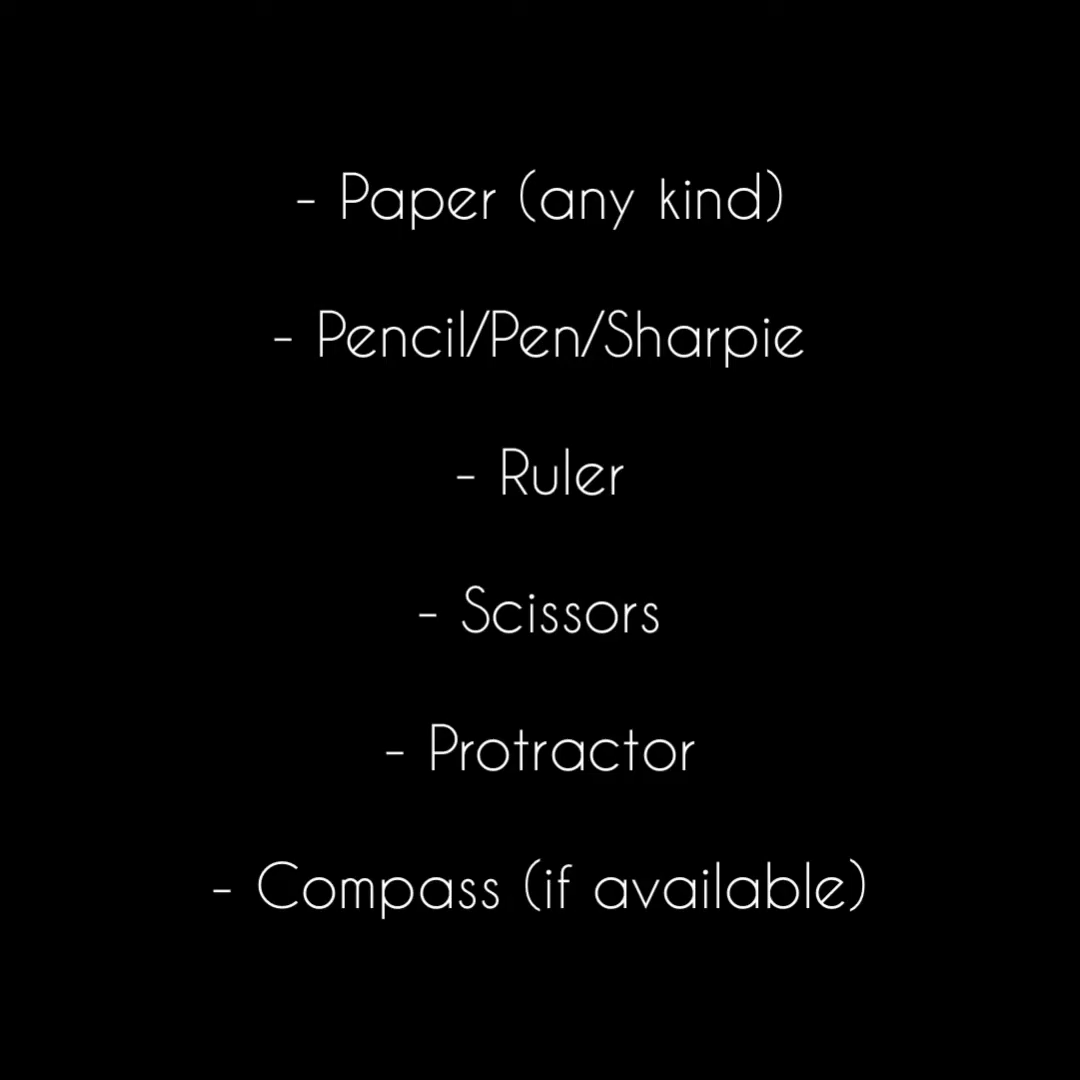 - Paper (any kind)
- Pencil/Pen/Sharpie
- Ruler
- Scissors
- Protractor
- Compass (if available)